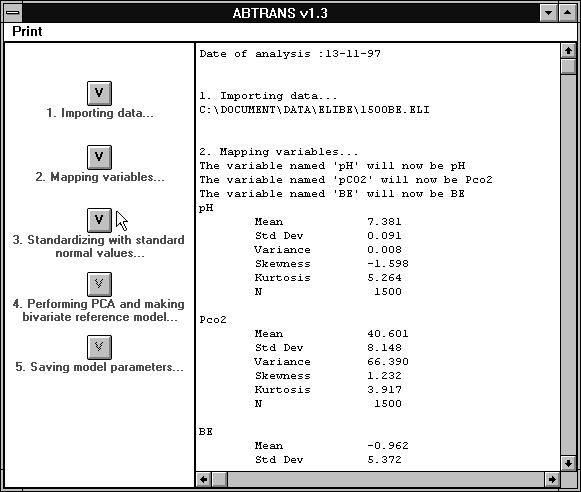 ABTRANS v1.3
Print
V
1. Importing data...
V
2. Mapping variables...
V
3. Standardizing with standard
normal values...
V
4. Performing PCA and making
bivariate reference model...
V
5. Saving model parameters...
Date of analysis :13-11-97
1. Importing data...
C:\DOCUMENT\DATA\ELIBE\1500BE.ELI
2. Mapping variables...
The variable named 'pH' will now be pH
The variable named 'pCO2' will now be Pco2
The variable named 'BE' will now be BE
pH
Mean 7.381
Std Dev 0.091
Variance 0.008
Skewness -1.598
Kurtosis 5.264
N 1500
Pco2
Mean 40.601
Std Dev 8.148
Variance 66.390
Skewness 1.232
Kurtosis 3.917
N 1500
BE
Mean -0.962
Std Dev 5.372